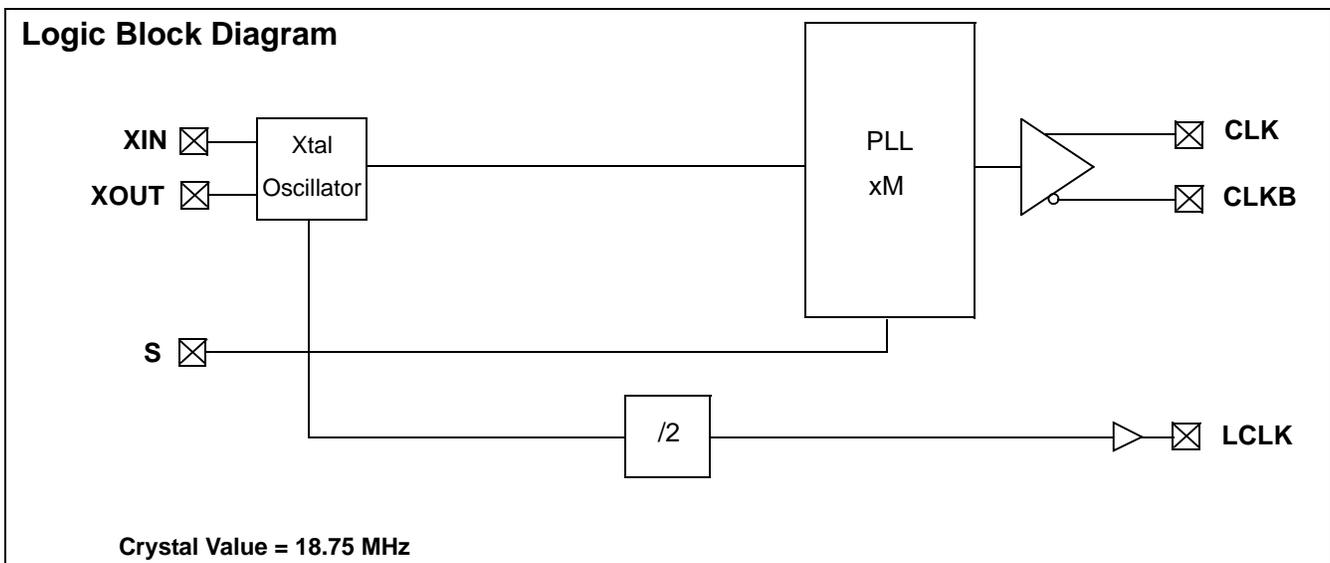 Logic Block Diagram
XIN
XOUT
Xtal
Oscillator
PLL
xM
CLK
CLKB
S
/2
LCLK
Crystal Value = 18.75 MHz